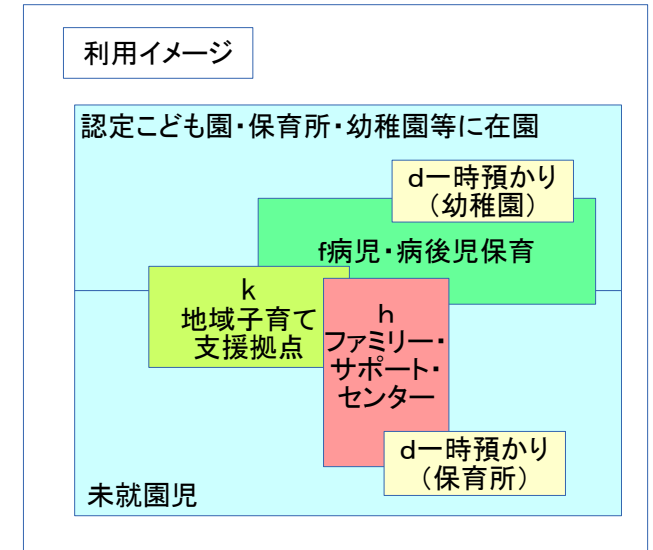 利用イメージ
認定こども園・保育所・幼稚園等に在園
d一時預かり
（幼稚園）
f病児・病後児保育
k
地域子育て
支援拠点
h
ファミリー・
サポート・
センター
d一時預かり
（保育所）
未就園児